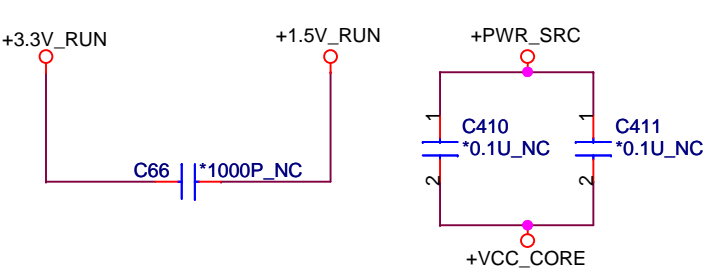 +3.3V_RUN
+1.5V_RUN
C66
*1000P_NC
+PWR_SRC
1
C410
*0.1U_NC
2
1
C411
*0.1U_NC
2
+VCC_CORE